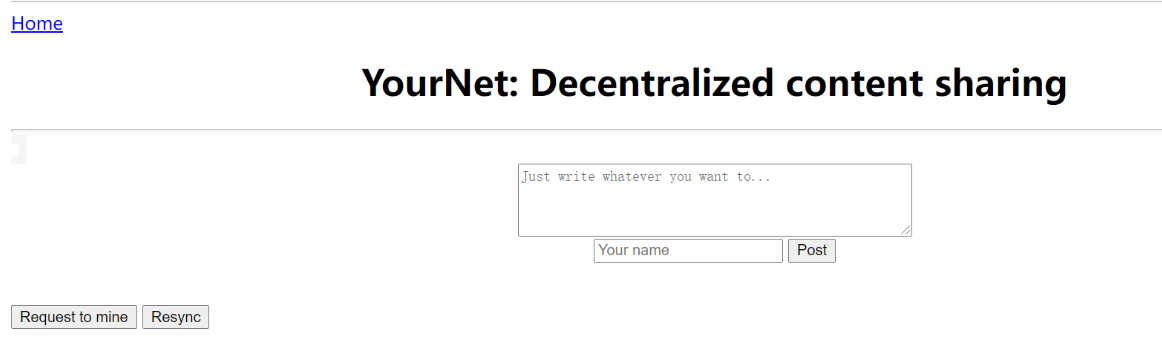 Home
YourNet: Decentralized content sharing
Just write whatever you want to...
Your name Post
Request to mine Resync